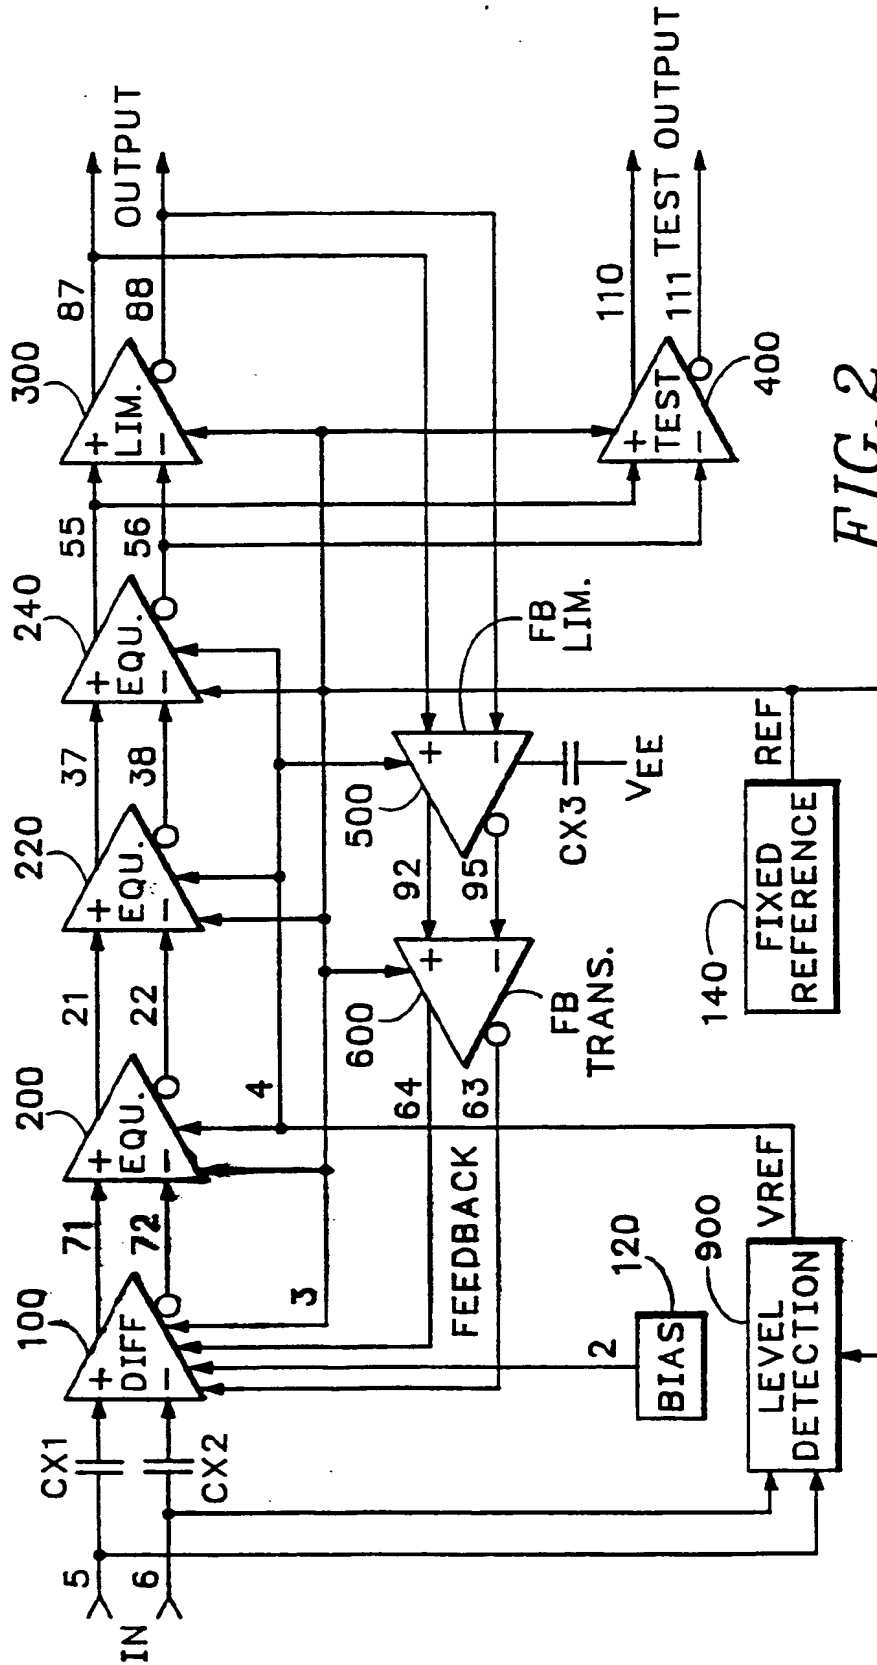 IN
5
6
CX1
CX2
100
+
DIFF
−
71
72
200
+
EQU.
−
21
22
220
+
EQU.
−
37
38
240
+
EQU.
−
55
56
300
+
LIM.
−
87
88
OUTPUT
3
4
FEEDBACK
64
63
600
+
−
FB
TRANS.
92
95
500
+
−
FB
LIM.
CX3
VEE
+
TEST
−
400
110
111
TEST OUTPUT
2
BIAS
120
LEVEL
DETECTION
900
VREF
140
FIXED
REFERENCE
REF
FIG. 2